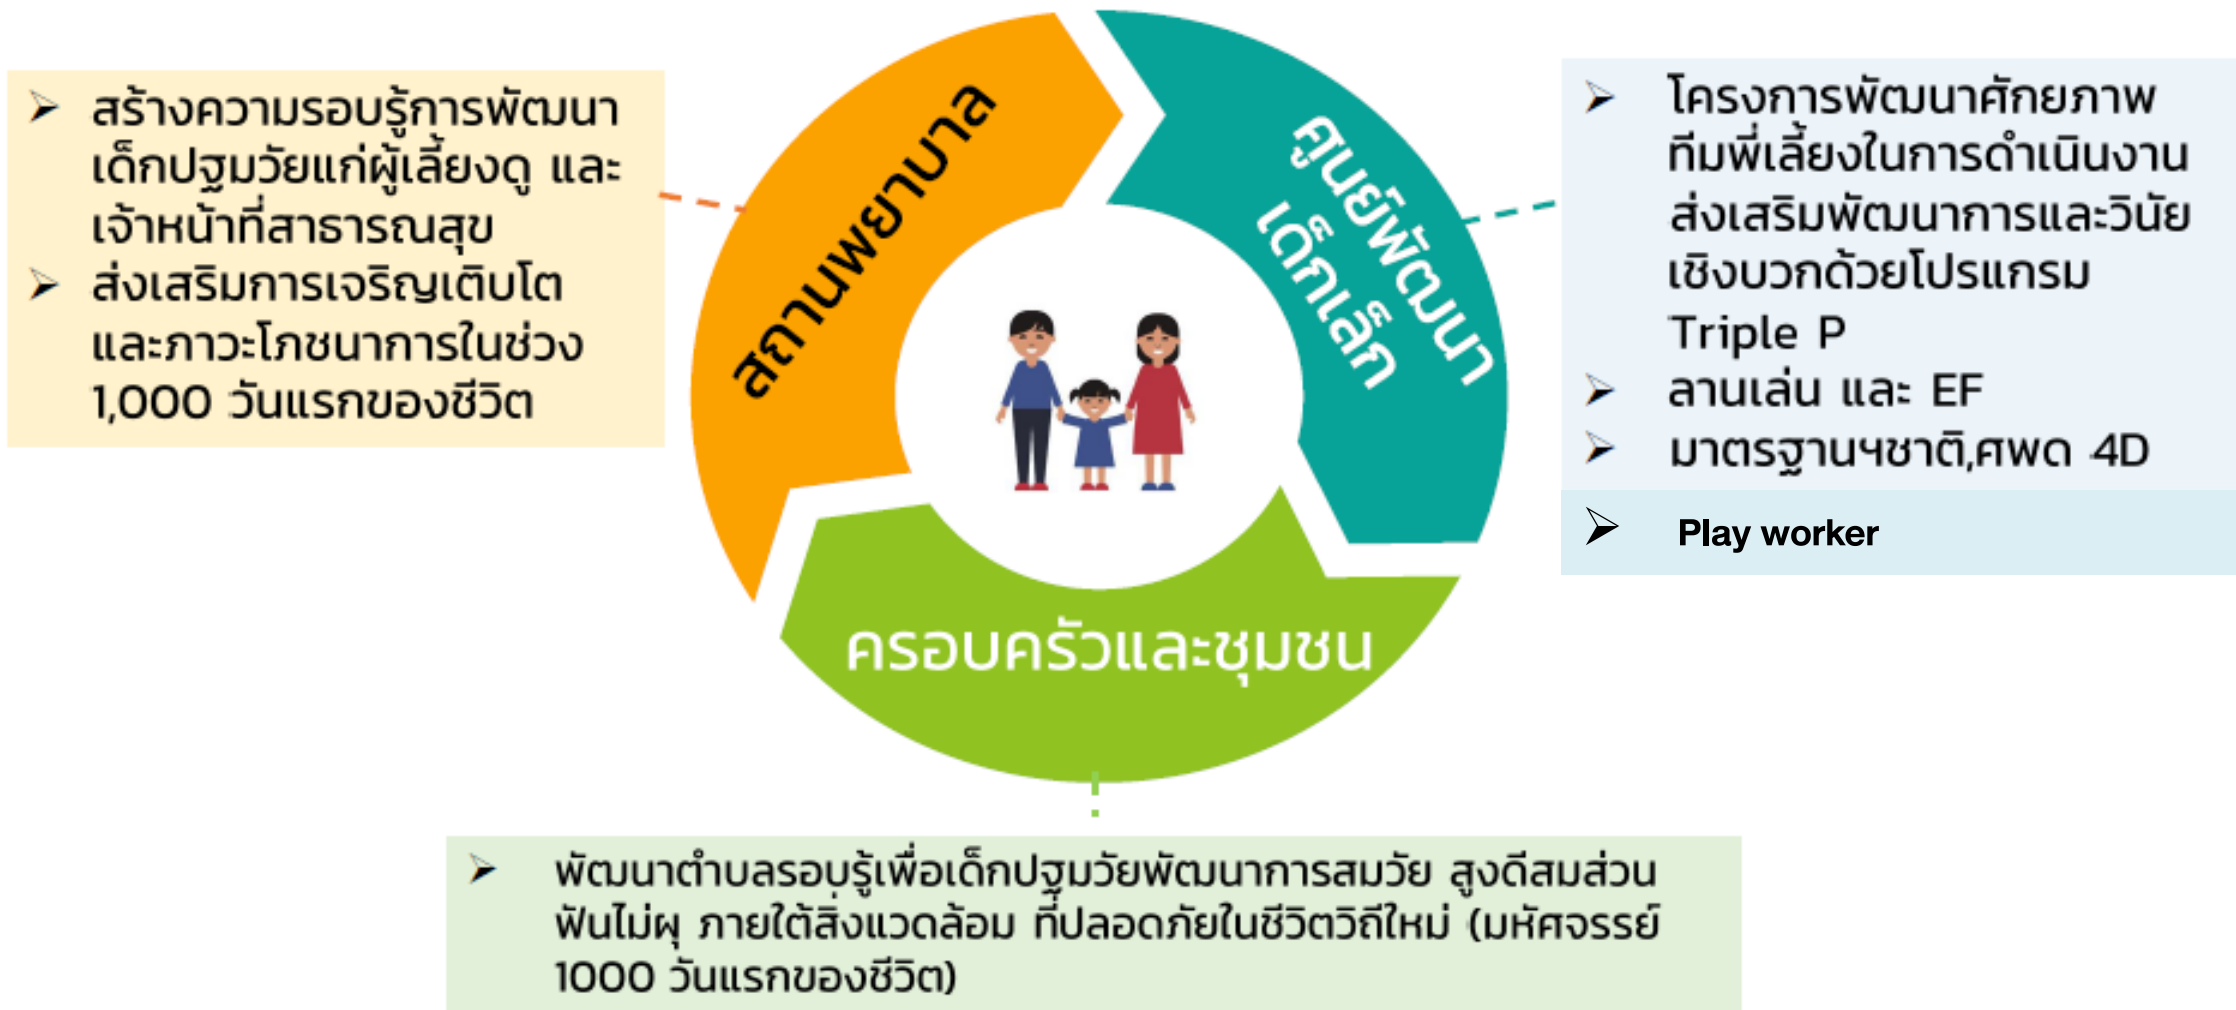 ➢ สร้างความรอบรู้การพัฒนา
เด็กปฐมวัยแก่ผู้เลี้ยงดู และ
เจ้าหน้าที่สาธารณสุข
➢ ส่งเสริมการเจริญเติบโต
และภาวะโภชนาการในช่วง
1,000 วันแรกของชีวิต
สถานพยาบาล
ศูนย์พัฒนา
เด็กเล็ก
➢ โครงการพัฒนาศักยภาพ
ทีมพี่เลี้ยงในการดำเนินงาน
ส่งเสริมพัฒนาการและวินัย
เชิงบวกด้วยโปรแกรม
Triple P
➢ ลานเล่น และ EF
➢ มาตรฐานฯชาติ,ศพด 4D
➢ Play worker
ครอบครัวและชุมชน
➢ พัฒนาตำบลรอบรู้เพื่อเด็กปฐมวัยพัฒนาการสมวัย สูงดีสมส่วน
ฟันไม่ผุ ภายใต้สิ่งแวดล้อม ที่ปลอดภัยในชีวิตวิถีใหม่ (มหัศจรรย์
1000 วันแรกของชีวิต)